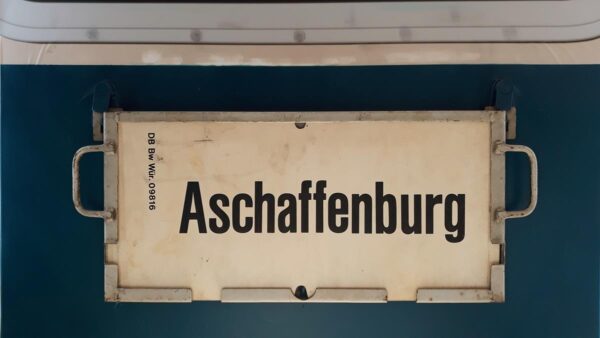 DB Bw Wür. 09816
Aschaffenburg